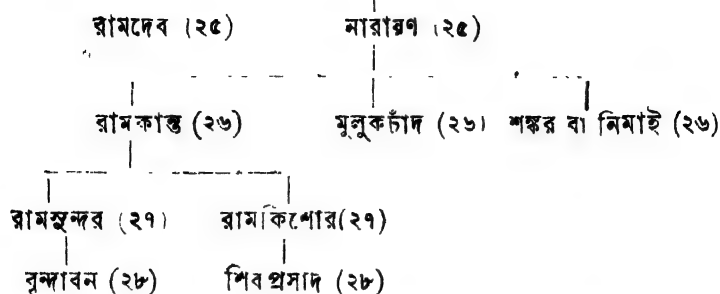 রামদেব (২৫) নারায়ণ (২৫)
রামকান্ত (২৬) মুলুকচাঁদ (২৬) শঙ্কর বা নিমাই (২৬)
রামসুন্দর (২৭) রামকিশোর(২৭)
বৃন্দাবন (২৮) শিবপ্রসাদ (২৮)